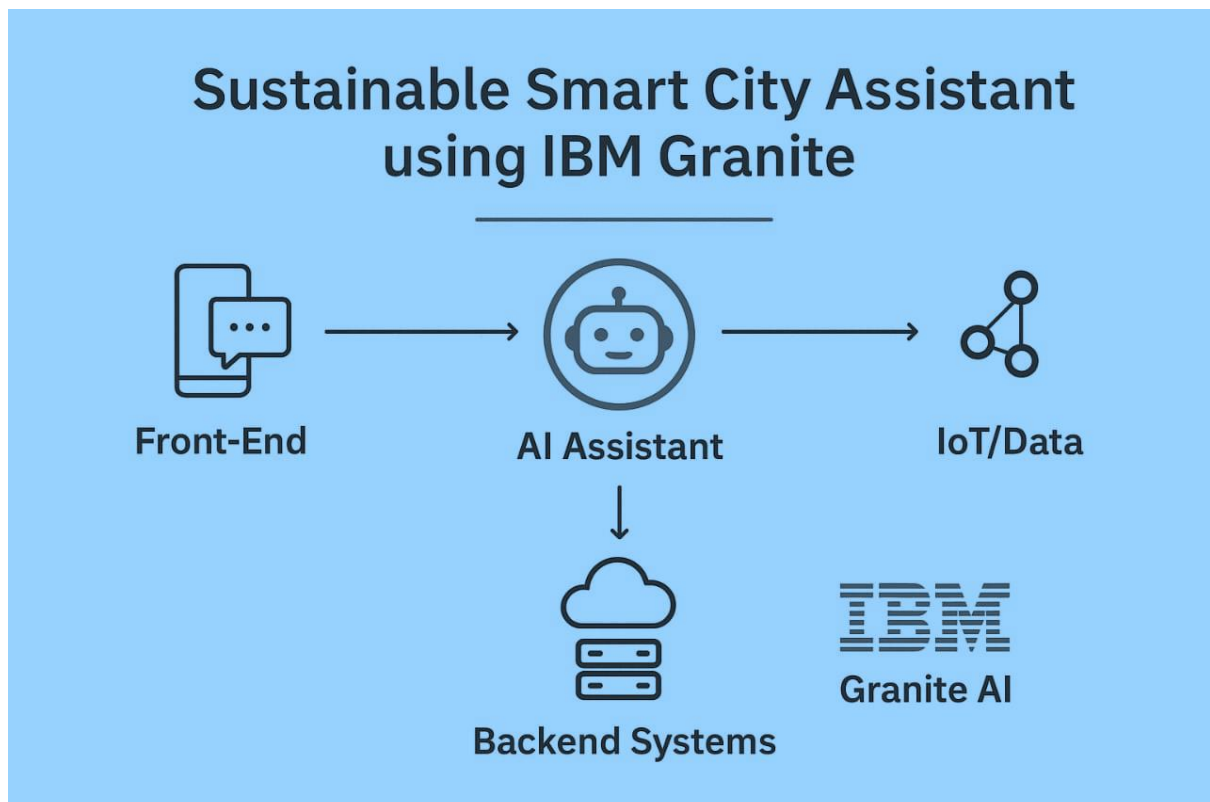 Sustainable Smart City Assistant
using IBM Granite
Front-End
AI Assistant
IoT/Data
Backend Systems
IBM
Granite AI